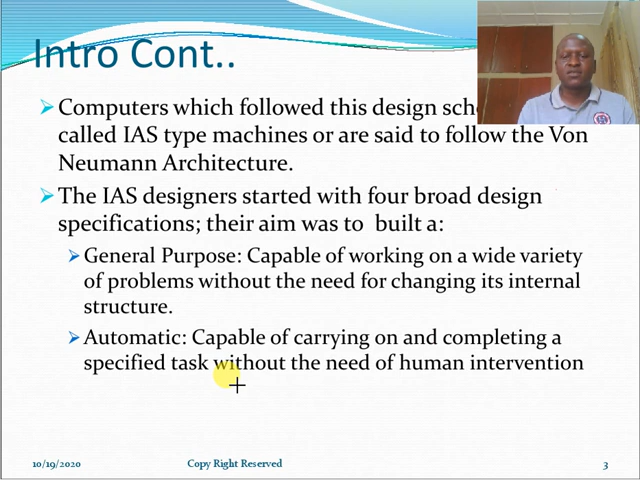 Intro Cont..
Computers which followed this design
called IAS type machines or are said to follow the Von
Neumann Architecture.
The IAS designers started with four broad design
specifications; their aim was to built a:
General Purpose: Capable of working on a wide variety
of problems without the need for changing its internal
structure.
Automatic: Capable of carrying on and completing a
specified task without the need of human intervention
10/19/2020 Copy Right Reserved 3